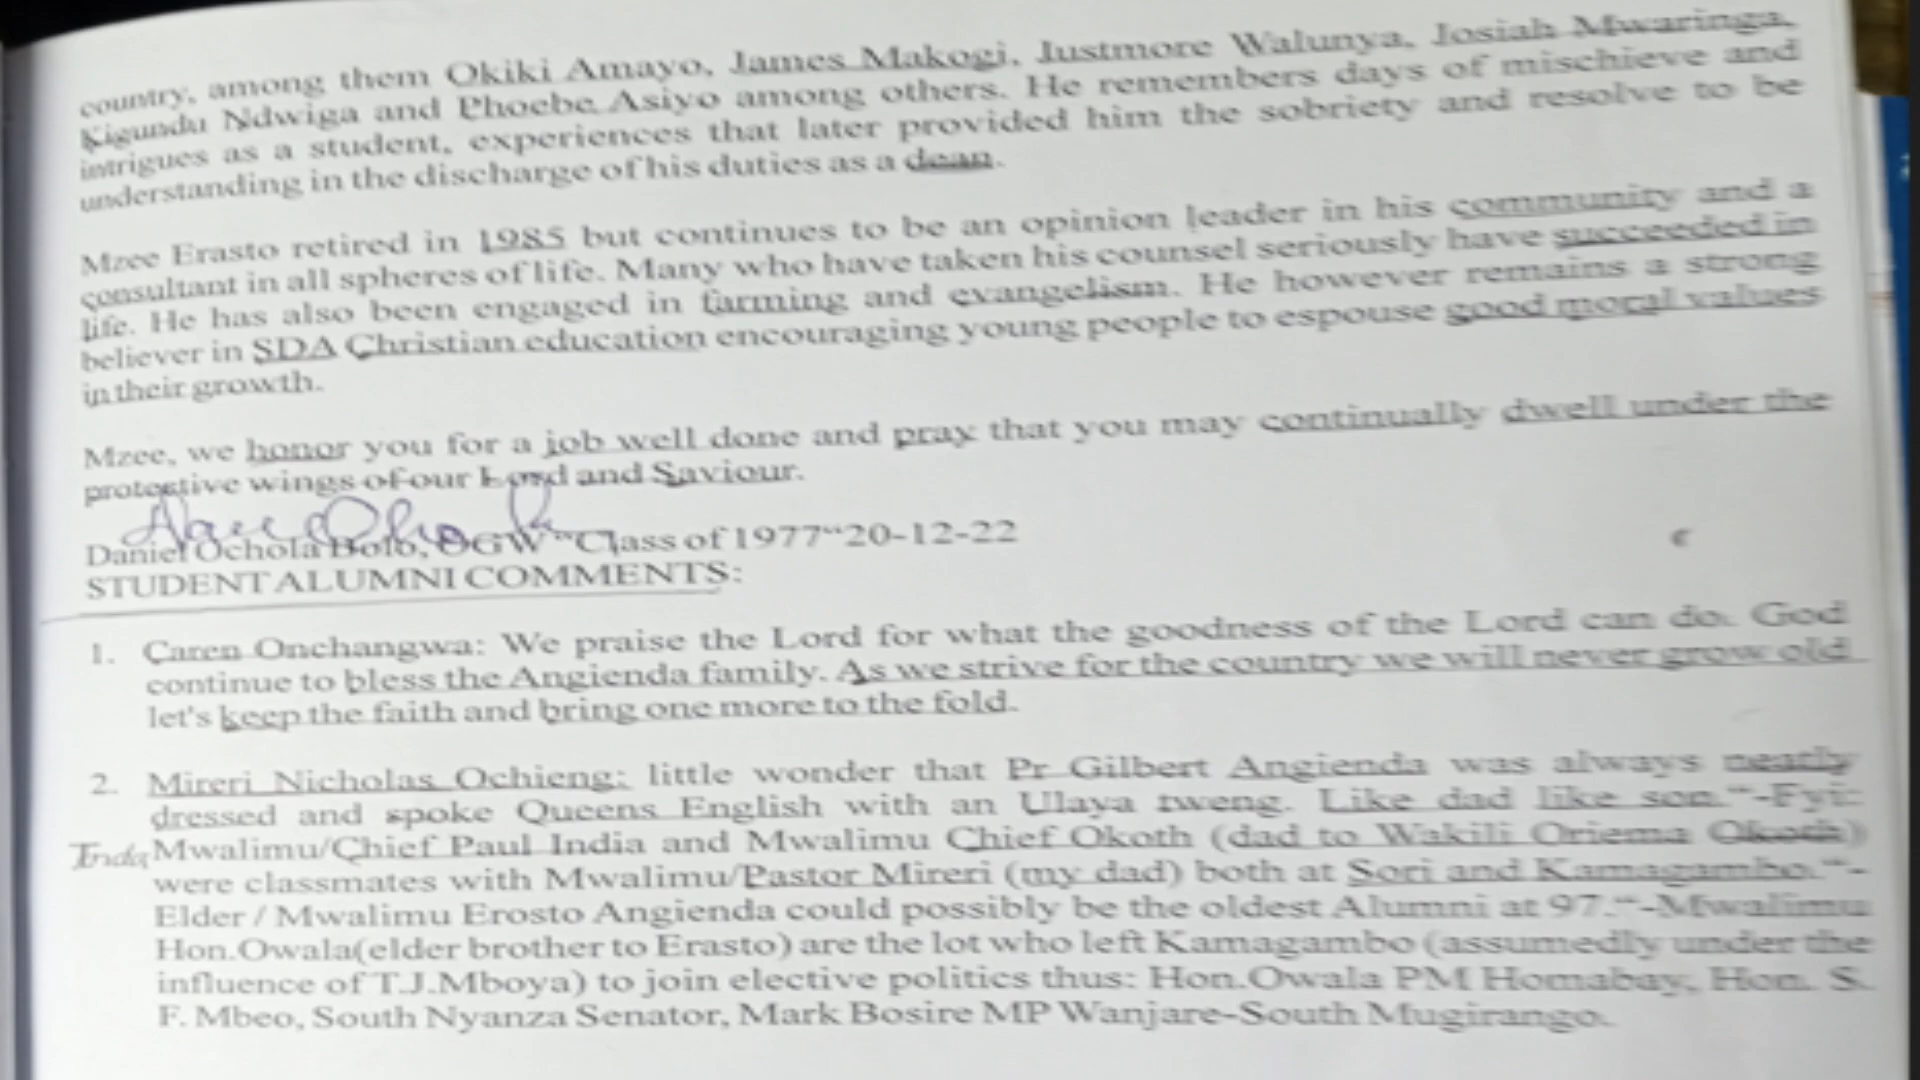 country, among them Okiki Amayo, James Makogi, Justmore Walunya, Josiah Mwaringa,
Kigundu Ndwiga and Phoebe Asiyo among others. He remembers days of mischieve and
intrigues as a student, experiences that later provided him the sobriety and resolve to be
understanding in the discharge of his duties as a dean.
Mzee Erasto retired in 1985 but continues to be an opinion leader in his community and a
consultant in all spheres of life. Many who have taken his counsel seriously have succeeded in
life. He has also been engaged in farming and evangelism. He however remains a strong
believer in SDA Christian education encouraging young people to espouse good moral values
in their growth.
Mzee, we honor you for a job well done and pray that you may continually dwell under the
protective wings of our Lord and Saviour.
Daniel Ochola Bolo, OGW "Class of 1977“20-12-22
STUDENT ALUMNI COMMENTS:
1. Caren Onchangwa: We praise the Lord for what the goodness of the Lord can do. God
continue to bless the Angienda family. As we strive for the country we will never grow old
let's keep the faith and bring one more to the fold.
2. Mireri Nicholas Ochieng: little wonder that Pr Gilbert Angienda was always neatly
dressed and spoke Queens English with an Ulaya tweng. Like dad like son.“-Fyi:
Mwalimu/Chief Paul India and Mwalimu Chief Okoth (dad to Wakili Oriema Okoth)
were classmates with Mwalimu/Pastor Mireri (my dad) both at Sori and Kamagambo.“-
Elder / Mwalimu Erosto Angienda could possibly be the oldest Alumni at 97.“-Mwalimu
Hon.Owala(elder brother to Erasto) are the lot who left Kamagambo (assumedly under the
influence of T.J.Mboya) to join elective politics thus: Hon.Owala PM Homabay, Hon. S.
F. Mbeo, South Nyanza Senator, Mark Bosire MP Wanjare-South Mugirango.